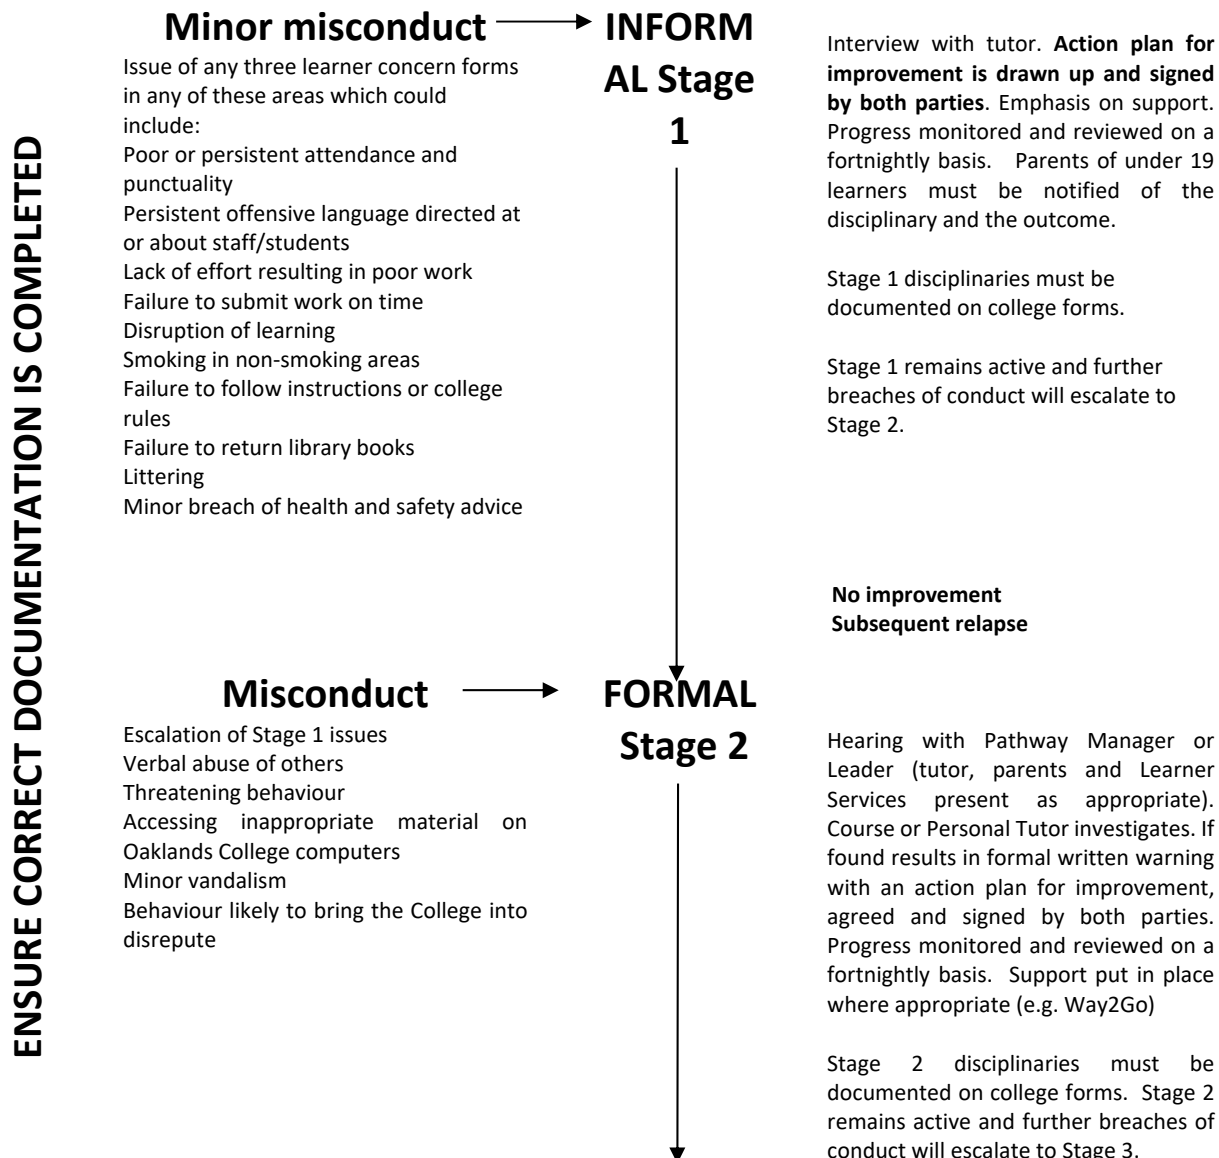 ENSURE CORRECT DOCUMENTATION IS COMPLETED
Minor misconduct
Issue of any three learner concern forms
in any of these areas which could
include:
Poor or persistent attendance and
punctuality
Persistent offensive language directed at
or about staff/students
Lack of effort resulting in poor work
Failure to submit work on time
Disruption of learning
Smoking in non-smoking areas
Failure to follow instructions or college
rules
Failure to return library books
Littering
Minor breach of health and safety advice
INFORM
AL Stage
1
Interview with tutor. Action plan for
improvement is drawn up and signed
by both parties. Emphasis on support.
Progress monitored and reviewed on a
fortnightly basis. Parents of under 19
learners must be notified of the
disciplinary and the outcome.
Stage 1 disciplinaries must be
documented on college forms.
Stage 1 remains active and further
breaches of conduct will escalate to
Stage 2.
No improvement
Subsequent relapse
Misconduct
Escalation of Stage 1 issues
Verbal abuse of others
Threatening behaviour
Accessing inappropriate material on
Oaklands College computers
Minor vandalism
Behaviour likely to bring the College into
disrepute
FORMAL
Stage 2
Hearing with Pathway Manager or
Leader (tutor, parents and Learner
Services present as appropriate).
Course or Personal Tutor investigates. If
found results in formal written warning
with an action plan for improvement,
agreed and signed by both parties.
Progress monitored and reviewed on a
fortnightly basis. Support put in place
where appropriate (e.g. Way2Go)
Stage 2 disciplinaries must be
documented on college forms. Stage 2
remains active and further breaches of
conduct will escalate to Stage 3.